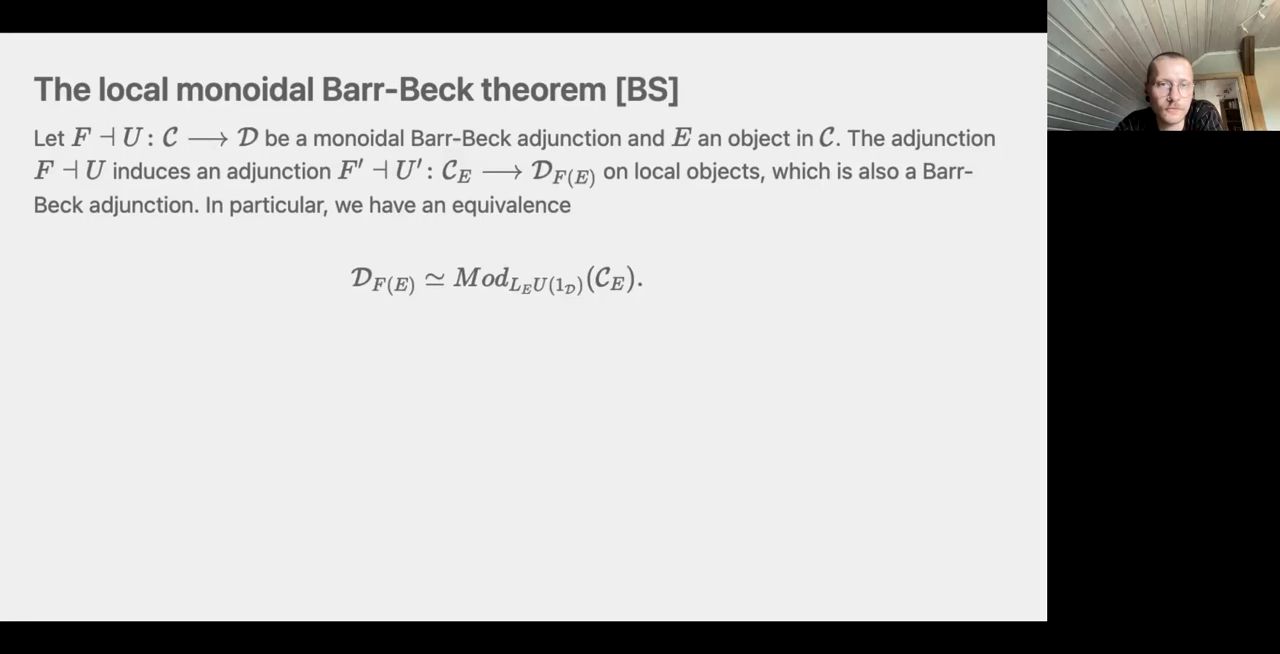 The local monoidal Barr-Beck theorem [BS]
Let F ⊣ U : 𝒞 ⟶ 𝒟 be a monoidal Barr-Beck adjunction and E an object in 𝒞. The adjunction
F ⊣ U induces an adjunction F′ ⊣ U′ : 𝒞_E ⟶ 𝒟_{F(E)} on local objects, which is also a Barr-
Beck adjunction. In particular, we have an equivalence
𝒟_{F(E)} ≃ Mod_{L_E U(1_𝒟)}(𝒞_E).